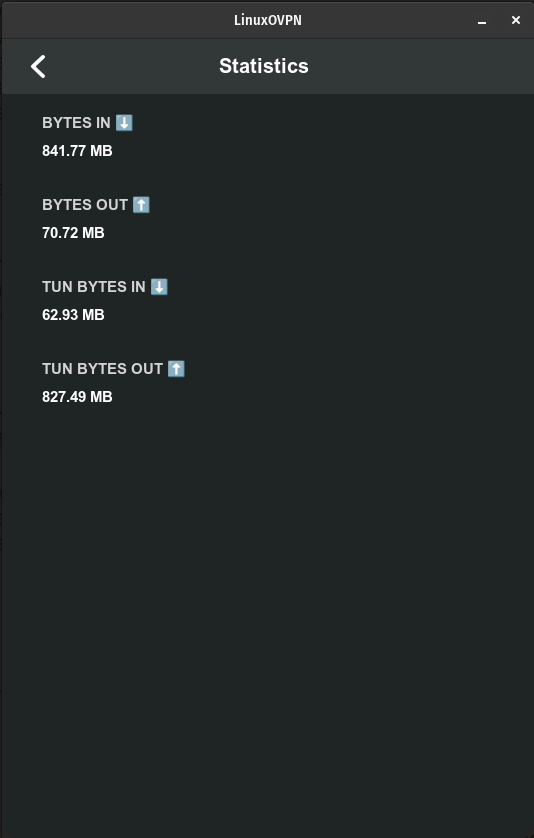 LinuxOVPN
Statistics
BYTES IN ⬇️
841.77 MB
BYTES OUT ⬆️
70.72 MB
TUN BYTES IN ⬇️
62.93 MB
TUN BYTES OUT ⬆️
827.49 MB